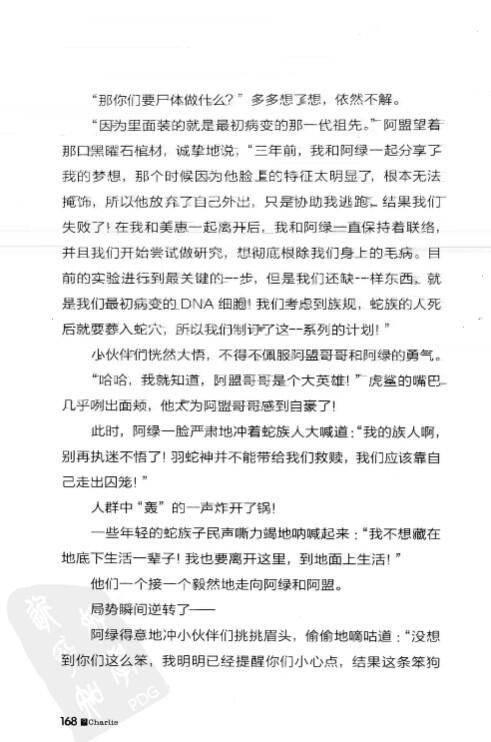 “那你们要尸体做什么？”多多想了想，依然不解。
“因为里面装的就是最初病变的那一代祖先。”阿盟望着
那口黑曜石棺材，诚挚地说，“三年前，我和阿绿一起分享了
我的梦想，那个时候因为他脸上的特征太明显了，根本无法
掩饰，所以他放弃了自己外出，只是协助我逃跑。结果我们
失败了！在我和美惠一起离开后，我和阿绿一直保持着联络，
并且我们开始尝试做研究，想彻底根除我们身上的毛病。目
前的实验进行到最关键的一步，但是我们还缺一样东西，就
是我们最初病变的DNA细胞！我们考虑到族规，蛇族的人死
后就要葬入蛇穴，所以我们制订了这一系列的计划！”
小伙伴们恍然大悟，不得不佩服阿盟哥哥和阿绿的勇气。
“哈哈，我就知道，阿盟哥哥是个大英雄！”虎鲨的嘴巴
几乎咧出面颊，他太为阿盟哥哥感到自豪了！
此时，阿绿一脸严肃地冲着蛇族人大喊道：“我的族人啊，
别再执迷不悟了！羽蛇神并不能带给我们救赎，我们应该靠自
己走出囚笼！”
人群中“轰”的一声炸开了锅！
一些年轻的蛇族子民声嘶力竭地呐喊起来：“我不想藏在
地底下生活一辈子！我也要离开这里，到地面上生活！”
他们一个接一个毅然地走向阿绿和阿盟。
局势瞬间逆转了——
阿绿得意地冲小伙伴们挑挑眉头，偷偷地嘀咕道：“没想
到你们这么笨，我明明已经提醒你们小心点，结果这条笨狗
PDG
168 Charlie